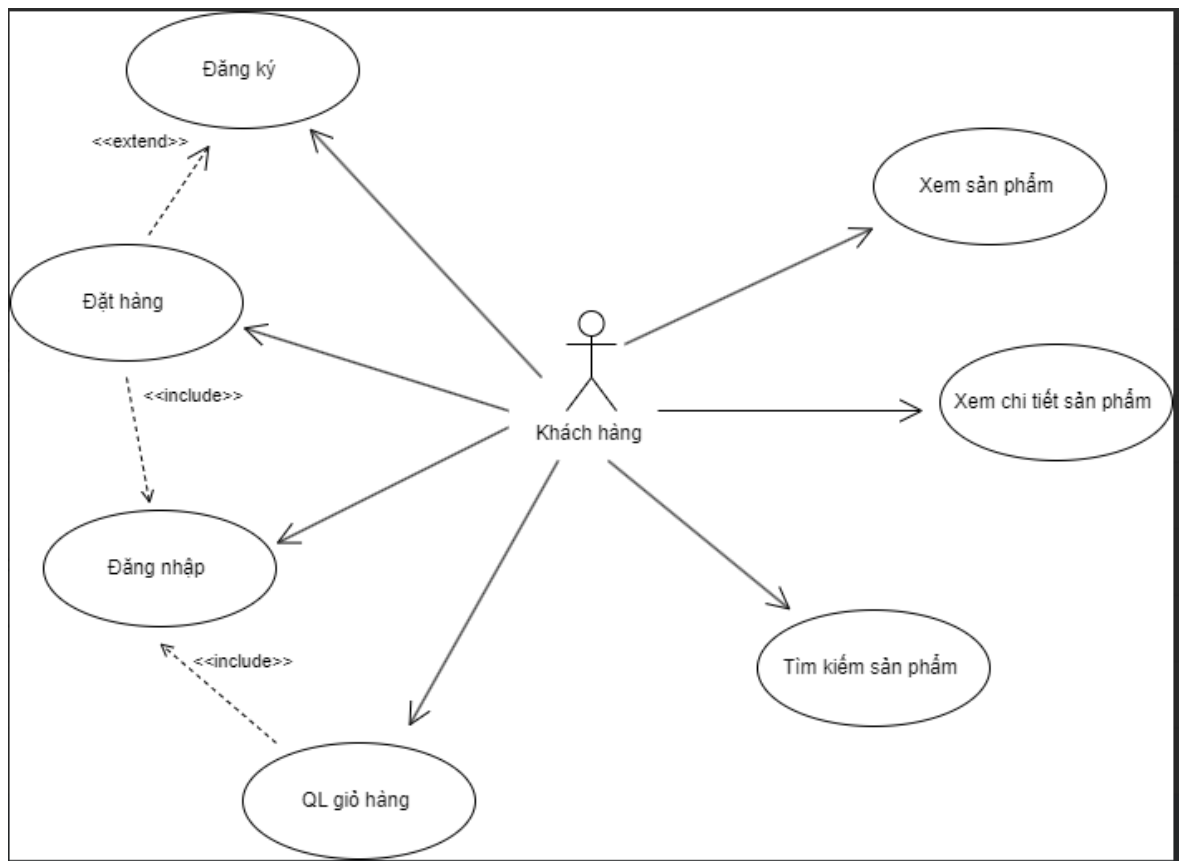 Đăng ký
<<extend>>
Xem sản phẩm
Đặt hàng
<<include>>
Xem chi tiết sản phẩm
Khách hàng
Đăng nhập
<<include>>
Tìm kiếm sản phẩm
QL giỏ hàng